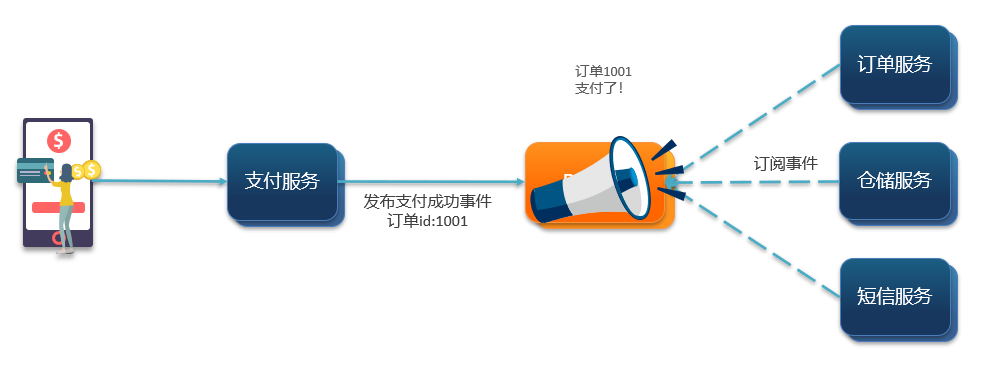 订单1001
支付了!
订单服务
支付服务
发布支付成功事件
订单id:1001
订阅事件
仓储服务
短信服务
$
$
$